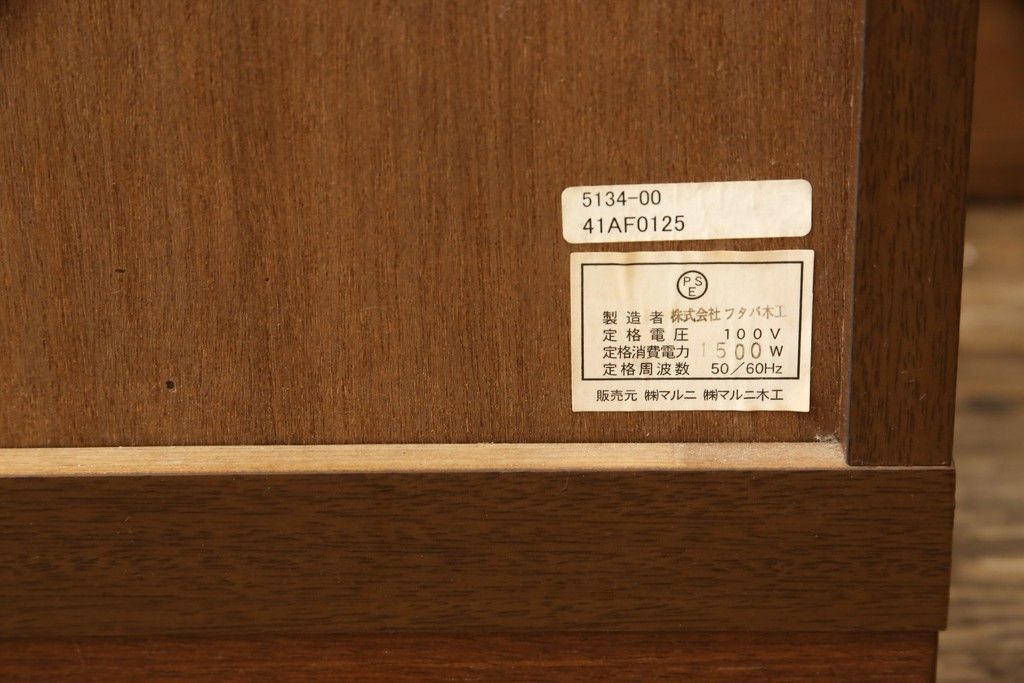 5134-00
41AF0125
PSE
製造者 株式会社フタバ木工
定格電圧 100V
定格消費電力 1500W
定格周波数 50/60Hz
販売元 ㈱マルニ ㈱マルニ木工